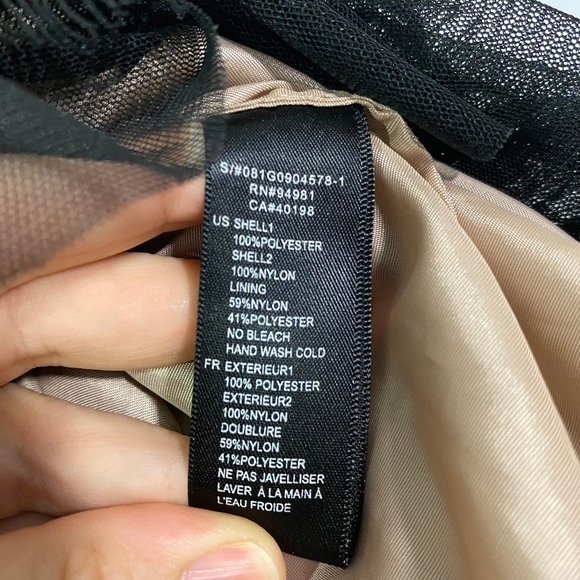 S/#081G0904578-1
RN#94981
CA#40198
US SHELL1
100%POLYESTER
SHELL2
100%NYLON
LINING
59%NYLON
41%POLYESTER
NO BLEACH
HAND WASH COLD
FR EXTERIEUR1
100% POLYESTER
EXTERIEUR2
100%NYLON
DOUBLURE
59%NYLON
41%POLYESTER
NE PAS JAVELLISER
LAVER À LA MAIN À
L'EAU FROIDE